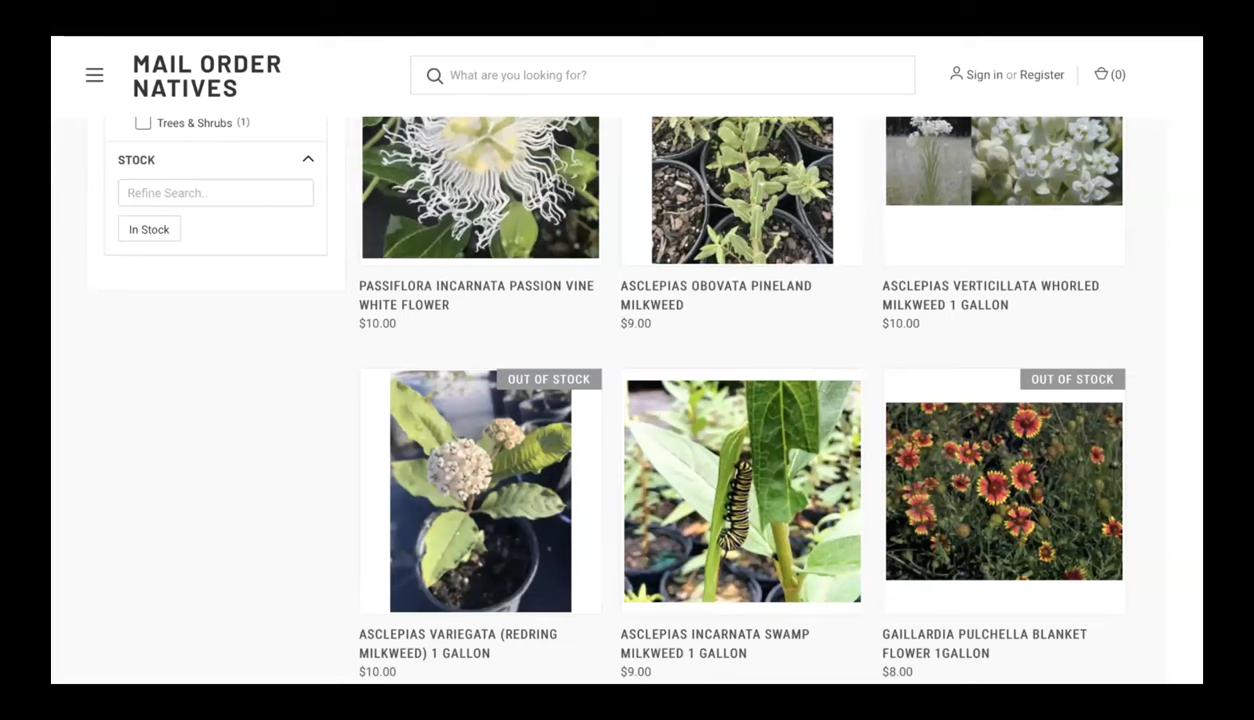 MAIL ORDER
NATIVES
What are you looking for?
Sign in or Register
(0)
Trees & Shrubs (1)
STOCK
Refine Search..
In Stock
PASSIFLORA INCARNATA PASSION VINE
WHITE FLOWER
$10.00
ASCLEPIAS OBOVATA PINELAND
MILKWEED
$9.00
ASCLEPIAS VERTICILLATA WHORLED
MILKWEED 1 GALLON
$10.00
OUT OF STOCK
ASCLEPIAS VARIEGATA (REDRING
MILKWEED) 1 GALLON
$10.00
ASCLEPIAS INCARNATA SWAMP
MILKWEED 1 GALLON
$9.00
OUT OF STOCK
GAILLARDIA PULCHELLA BLANKET
FLOWER 1GALLON
$8.00